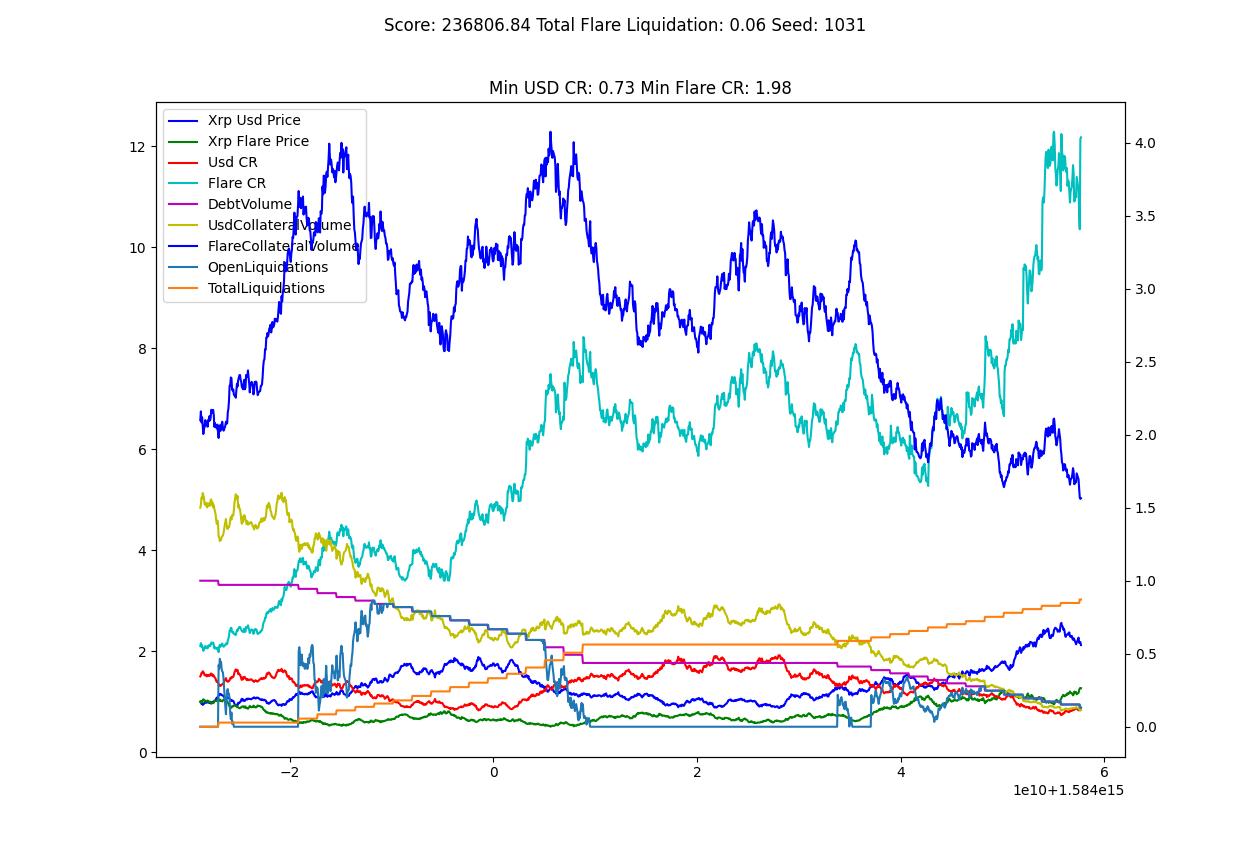 Score: 236806.84 Total Flare Liquidation: 0.06 Seed: 1031
Min USD CR: 0.73 Min Flare CR: 1.98
Xrp Usd Price
Xrp Flare Price
Usd CR
Flare CR
DebtVolume
UsdCollateralVolume
FlareCollateralVolume
OpenLiquidations
TotalLiquidations
12
10
8
6
4
2
0
4.0
3.5
3.0
2.5
2.0
1.5
1.0
0.5
0.0
−2 0 2 4 6
1e10+1.584e15